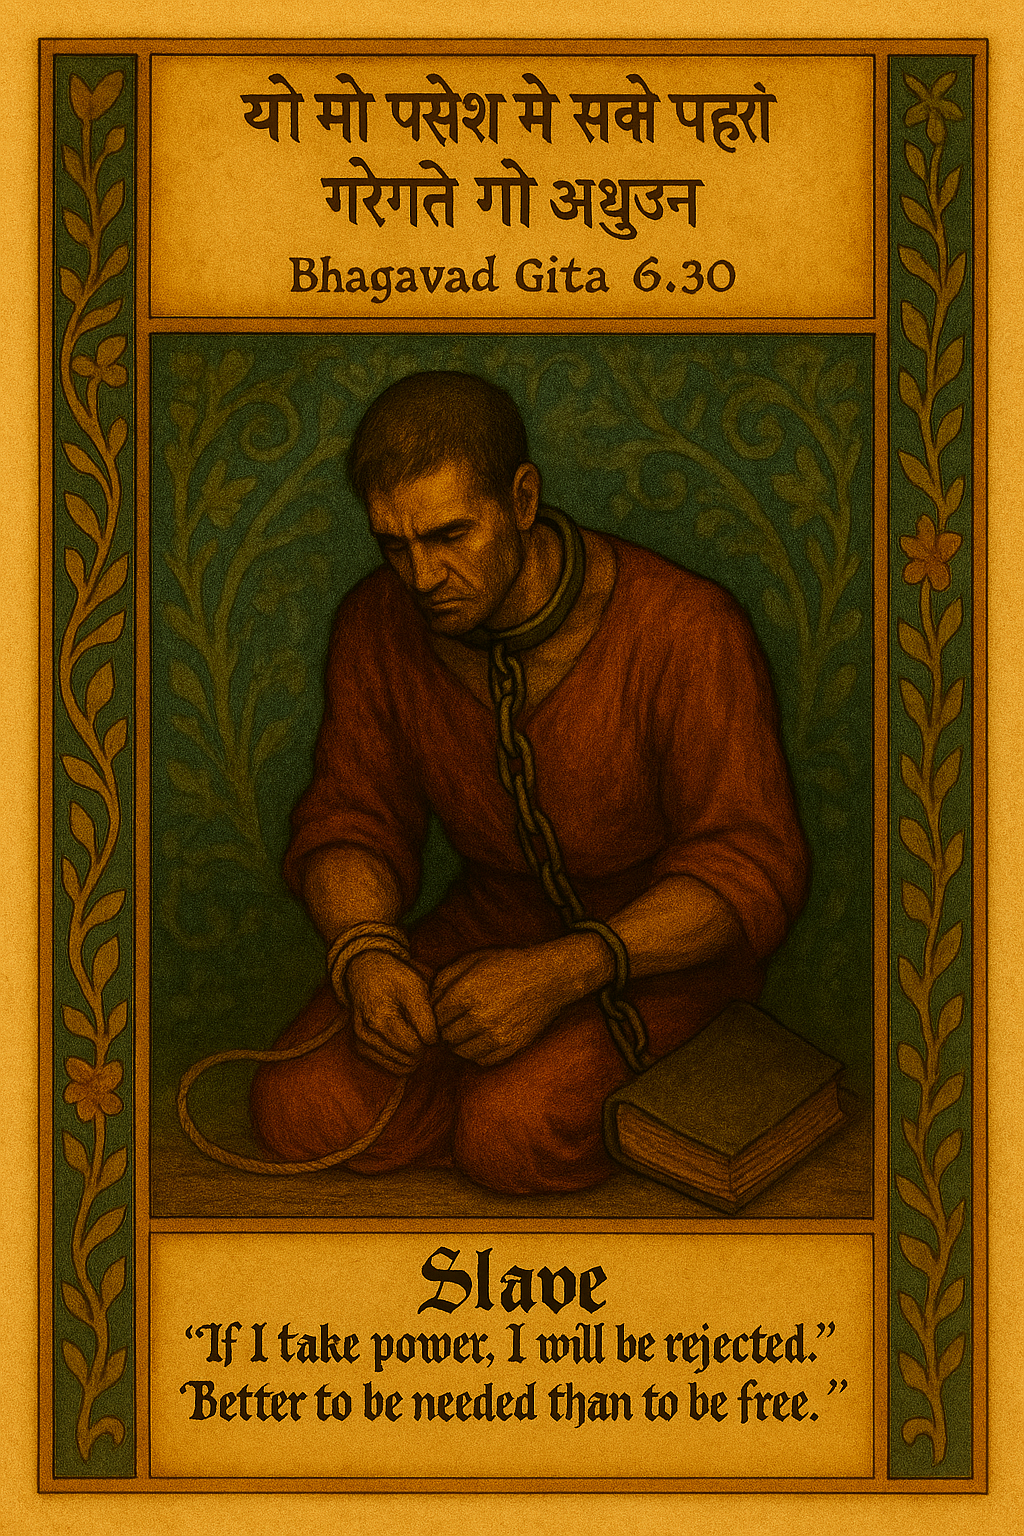 यो मो पसेश मे सक्मे पहरां
गरेगते गो अथुउन
Bhagavad Gita 6.30
Slave
“If I take power, I will be rejected.”
Better to be needed than to be free.”